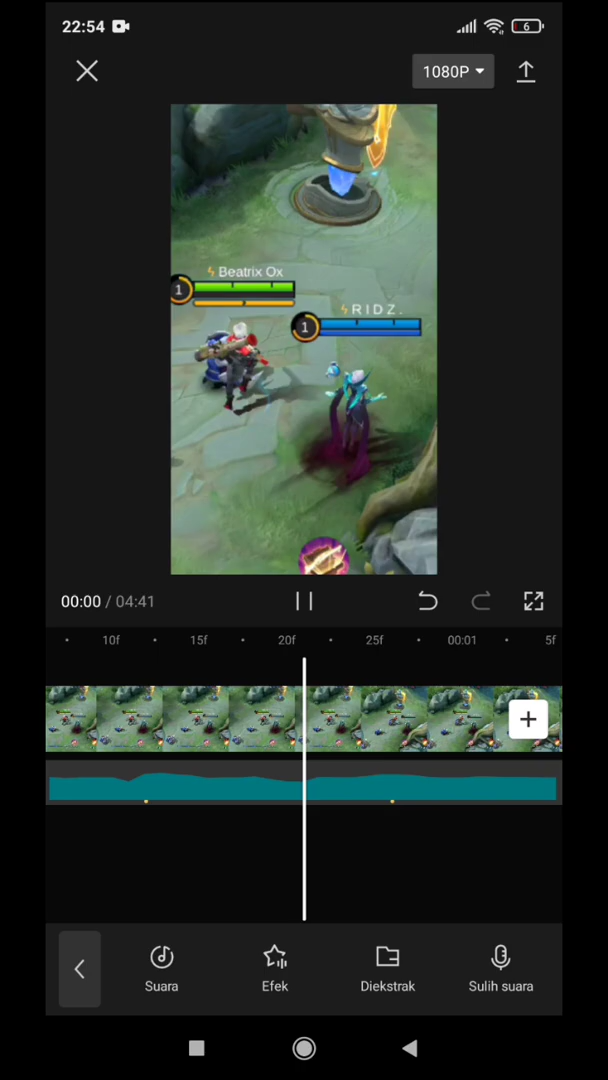 22:54
6
1080P
Beatrix Ox
1
R I D Z .
1
00:00 / 04:41
10f 15f 20f 25f 00:01 5f
Suara Efek Diekstrak Sulih suara